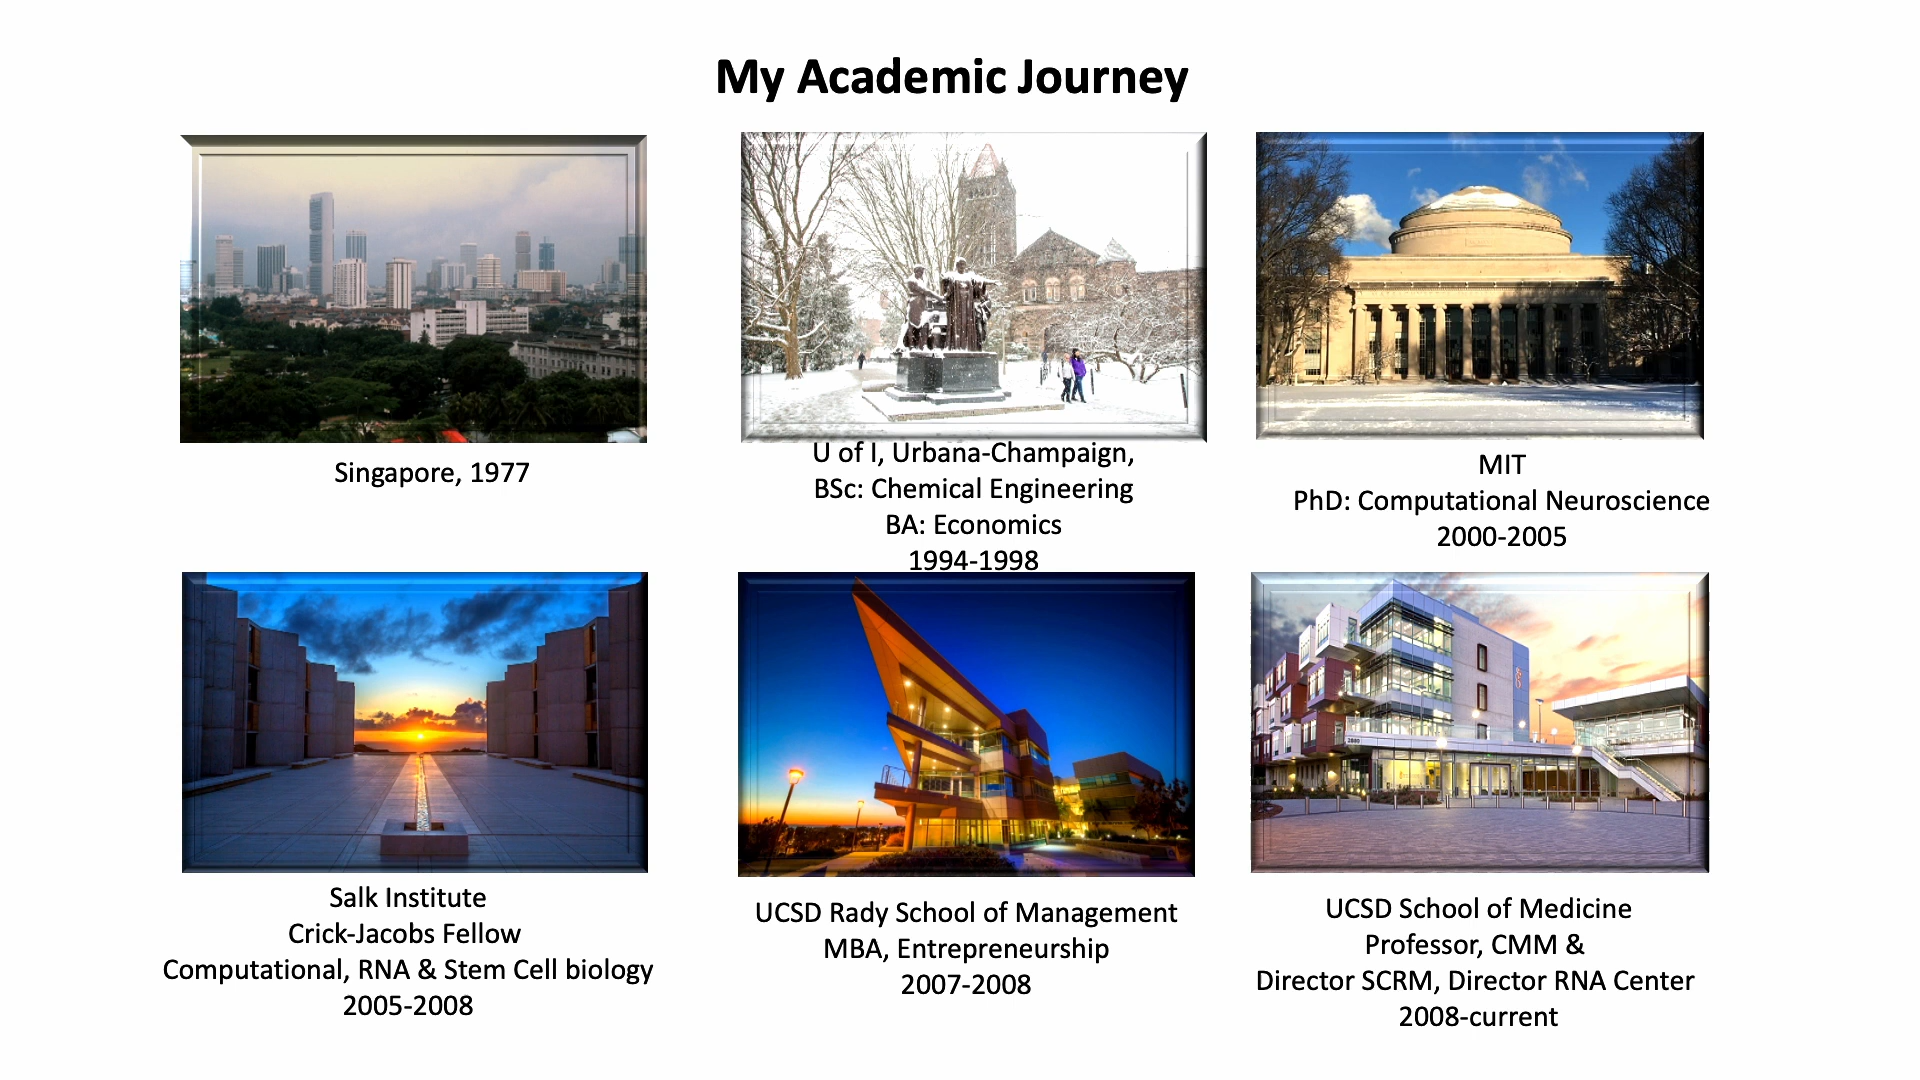 My Academic Journey
Singapore, 1977
U of I, Urbana-Champaign,
BSc: Chemical Engineering
BA: Economics
1994-1998
MIT
PhD: Computational Neuroscience
2000-2005
Salk Institute
Crick-Jacobs Fellow
Computational, RNA & Stem Cell biology
2005-2008
UCSD Rady School of Management
MBA, Entrepreneurship
2007-2008
UCSD School of Medicine
Professor, CMM &
Director SCRM, Director RNA Center
2008-current